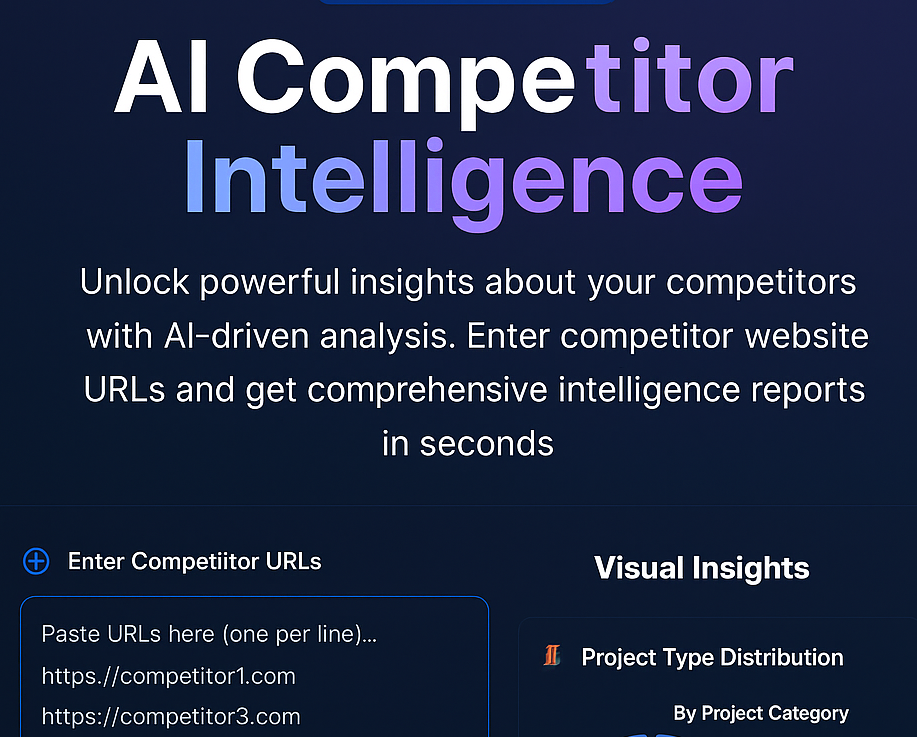 AI Competitor
Intelligence
Unlock powerful insights about your competitors
with AI-driven analysis. Enter competitor website
URLs and get comprehensive intelligence reports
in seconds
Enter Competiitor URLs
Visual Insights
Paste URLs here (one per line)...
https.//competitor1.com
https://competitor3.com
Project Type Distribution
By Project Category